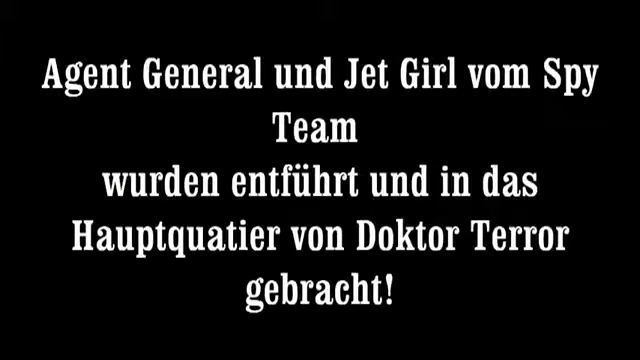 Agent General und Jet Girl vom Spy
Team
wurden entführt und in das
Hauptquatier von Doktor Terror
gebracht!